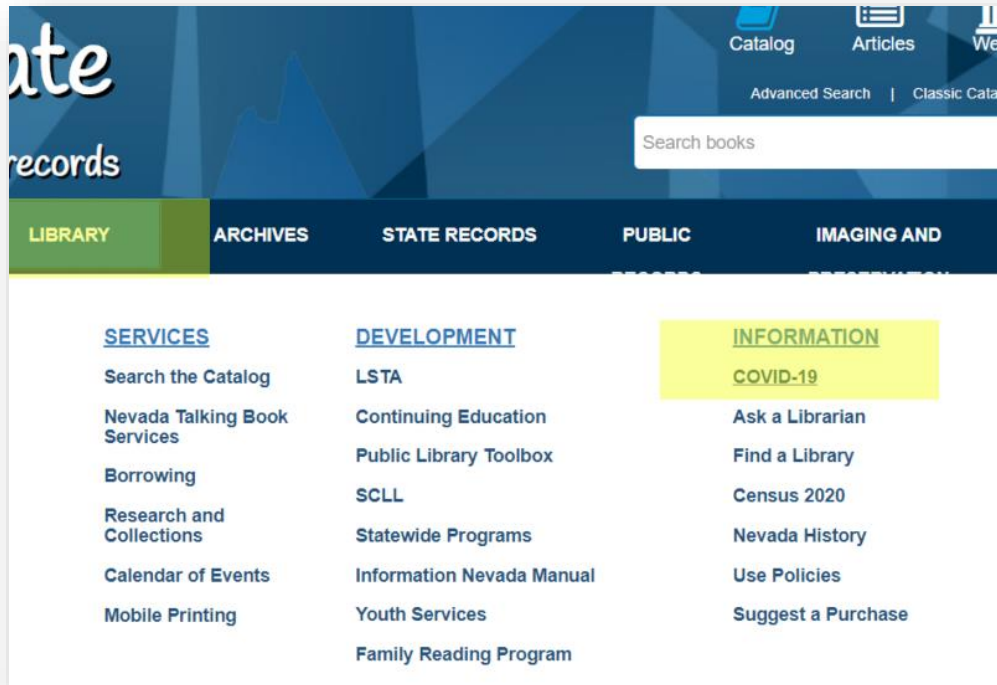 ate
Catalog Articles We
Advanced Search | Classic Cata
Search books
records
LIBRARY ARCHIVES STATE RECORDS PUBLIC IMAGING AND
RECORDS PRESERVATION
SERVICES
Search the Catalog
Nevada Talking Book
Services
Borrowing
Research and
Collections
Calendar of Events
Mobile Printing
DEVELOPMENT
LSTA
Continuing Education
Public Library Toolbox
SCLL
Statewide Programs
Information Nevada Manual
Youth Services
Family Reading Program
INFORMATION
COVID-19
Ask a Librarian
Find a Library
Census 2020
Nevada History
Use Policies
Suggest a Purchase